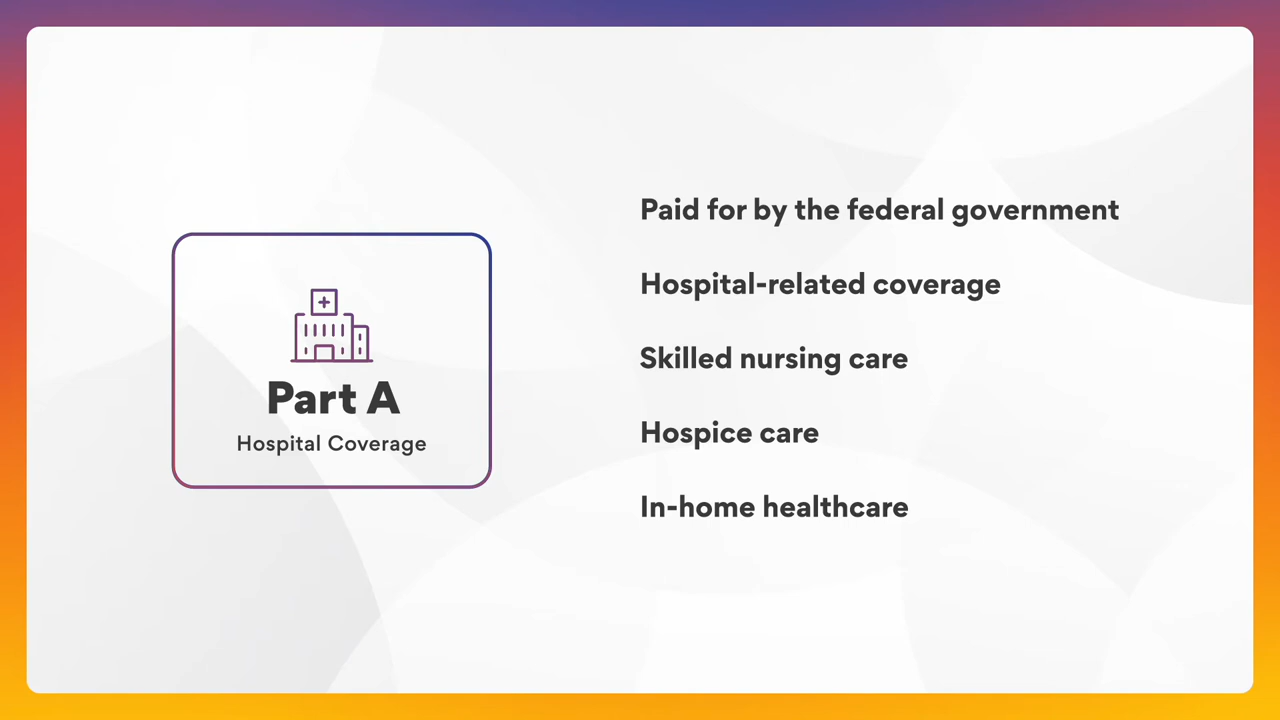 Part A
Hospital Coverage
Paid for by the federal government
Hospital-related coverage
Skilled nursing care
Hospice care
In-home healthcare